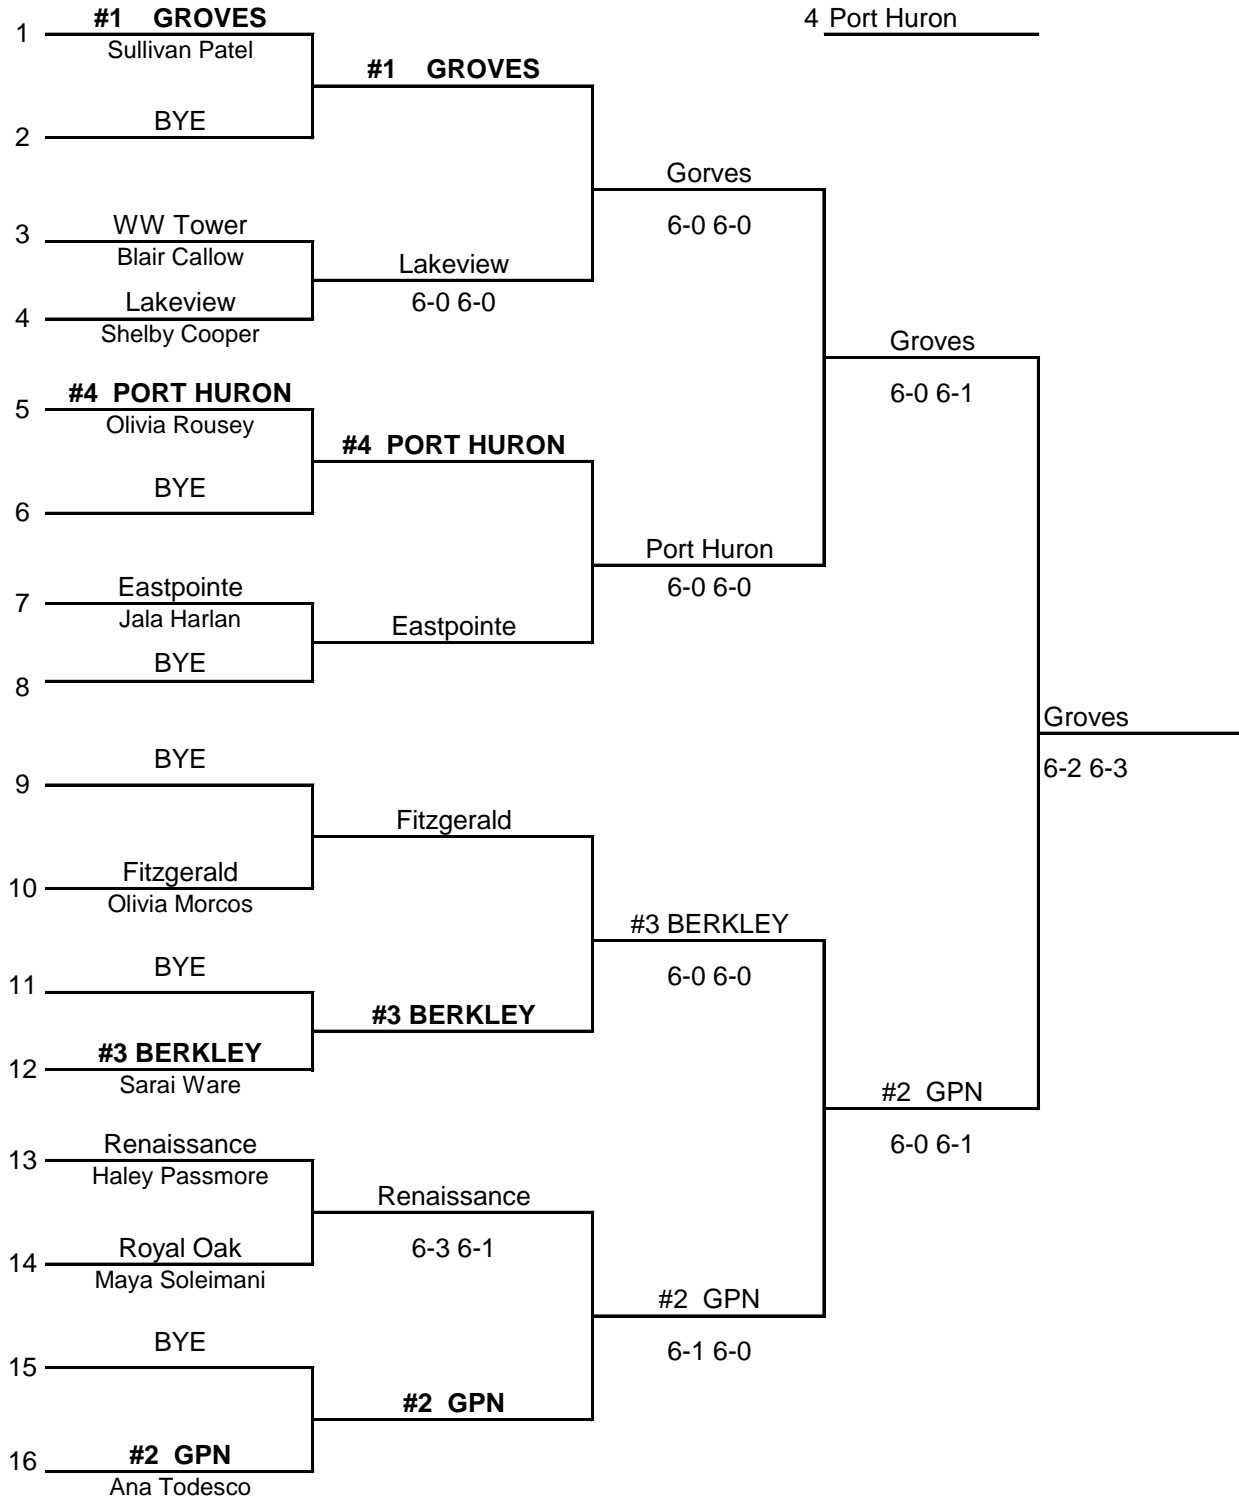 #1 GROVES
4 Port Huron
1
Sullivan Patel
#1 GROVES
BYE
2
Gorves
WW Tower
3
6-0 6-0
Blair Callow
Lakeview
Lakeview
4
6-0 6-0
Shelby Cooper
Groves
#4 PORT HURON
5
6-0 6-1
Olivia Rousey
#4 PORT HURON
BYE
6
Port Huron
Eastpointe
6-0 6-0
7
Jala Harlan
Eastpointe
BYE
8
Groves
BYE
6-2 6-3
9
Fitzgerald
Fitzgerald
10
Olivia Morcos
#3 BERKLEY
BYE
6-0 6-0
11
#3 BERKLEY
#3 BERKLEY
12
Sarai Ware
#2 GPN
Renaissance
6-0 6-1
13
Haley Passmore
Renaissance
Royal Oak
6-3 6-1
14
Maya Soleimani
#2 GPN
BYE
6-1 6-0
15
#2 GPN
#2 GPN
16
Ana Todesco